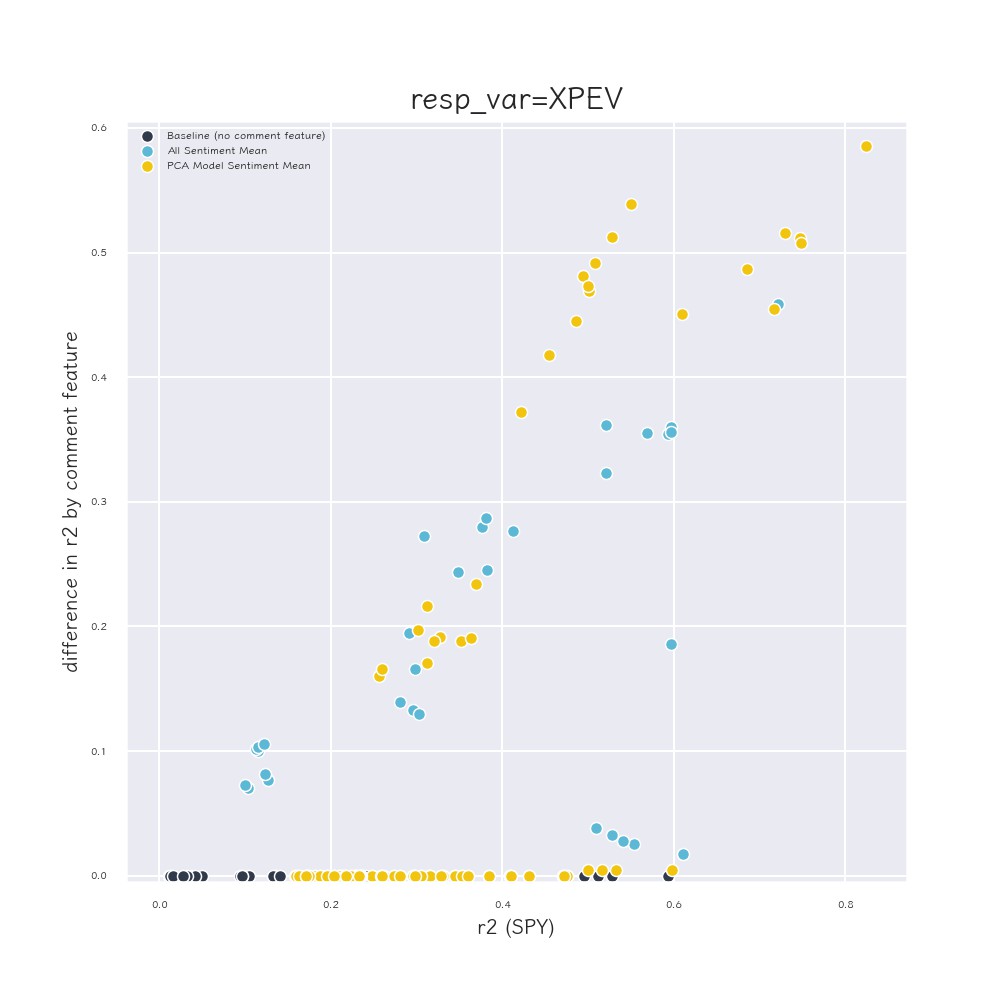 resp_var=XPEV
Baseline (no comment feature)
All Sentiment Mean
PCA Model Sentiment Mean
difference in r2 by comment feature
0.6
0.5
0.4
0.3
0.2
0.1
0.0
0.0 0.2 0.4 0.6 0.8
r2 (SPY)